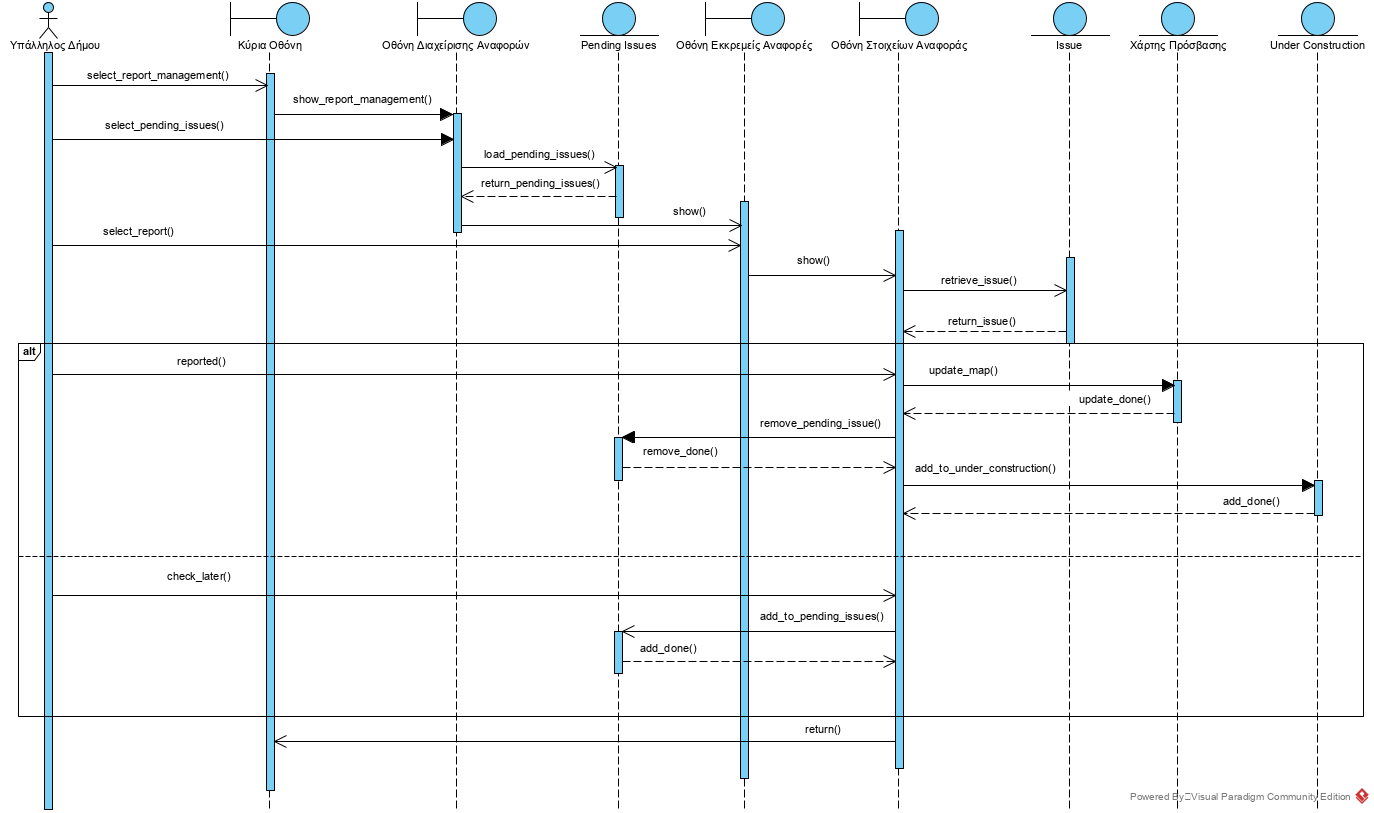 Υπάλληλος Δήμου
Κύρια Οθόνη
Οθόνη Διαχείρισης Αναφορών
Pending Issues
Οθόνη Εκκρεμείς Αναφορές
Οθόνη Στοιχείων Αναφοράς
Issue
Χάρτης Πρόσβασης
Under Construction
select_report_management()
show_report_management()
select_pending_issues()
load_pending_issues()
return_pending_issues()
show()
select_report()
show()
retrieve_issue()
return_issue()
alt
reported()
update_map()
update_done()
remove_pending_issue()
remove_done()
add_to_under_construction()
add_done()
check_later()
add_to_pending_issues()
add_done()
return()
Powered By Visual Paradigm Community Edition